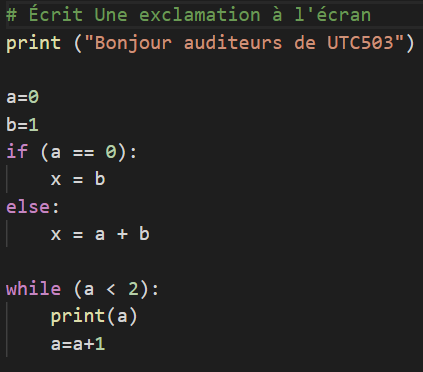 # Écrit Une exclamation à l'écran
print ("Bonjour auditeurs de UTC503")

a=0
b=1
if (a == 0):
    x = b
else:
    x = a + b

while (a < 2):
    print(a)
    a=a+1